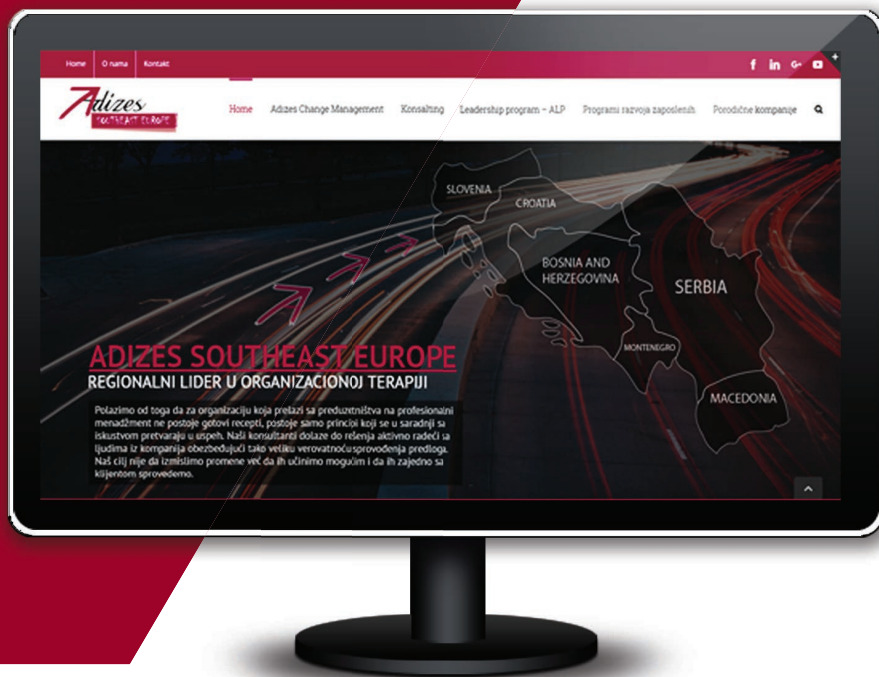 Home O nama Kontakt
Adizes
SOUTHEAST EUROPE
Home Adizes Change Management Konsalting Leadership program – ALP Programi razvoja zaposlenih Porodične kompanije
SLOVENIA
CROATIA
BOSNIA AND
HERZEGOVINA
SERBIA
MONTENEGRO
MACEDONIA
ADIZES SOUTHEAST EUROPE
REGIONALNI LIDER U ORGANIZACIONOJ TERAPIJI
Polazimo od toga da za organizaciju koja prelazi sa preduzetništva na profesionalni
menadžment ne postoje gotovi recepti, postoje samo principi koji se u saradnji sa
iskustvom pretvaraju u uspeh. Naši konsultanti dolaze do rešenja aktivno radeći sa
ljudima iz kompanija obezbeđujući tako veliku verovatnoću sprovođenja predloga.
Naš cilj nije da izmislimo promene već da ih učinimo mogućim i da ih zajedno sa
klijentom sprovedemo.